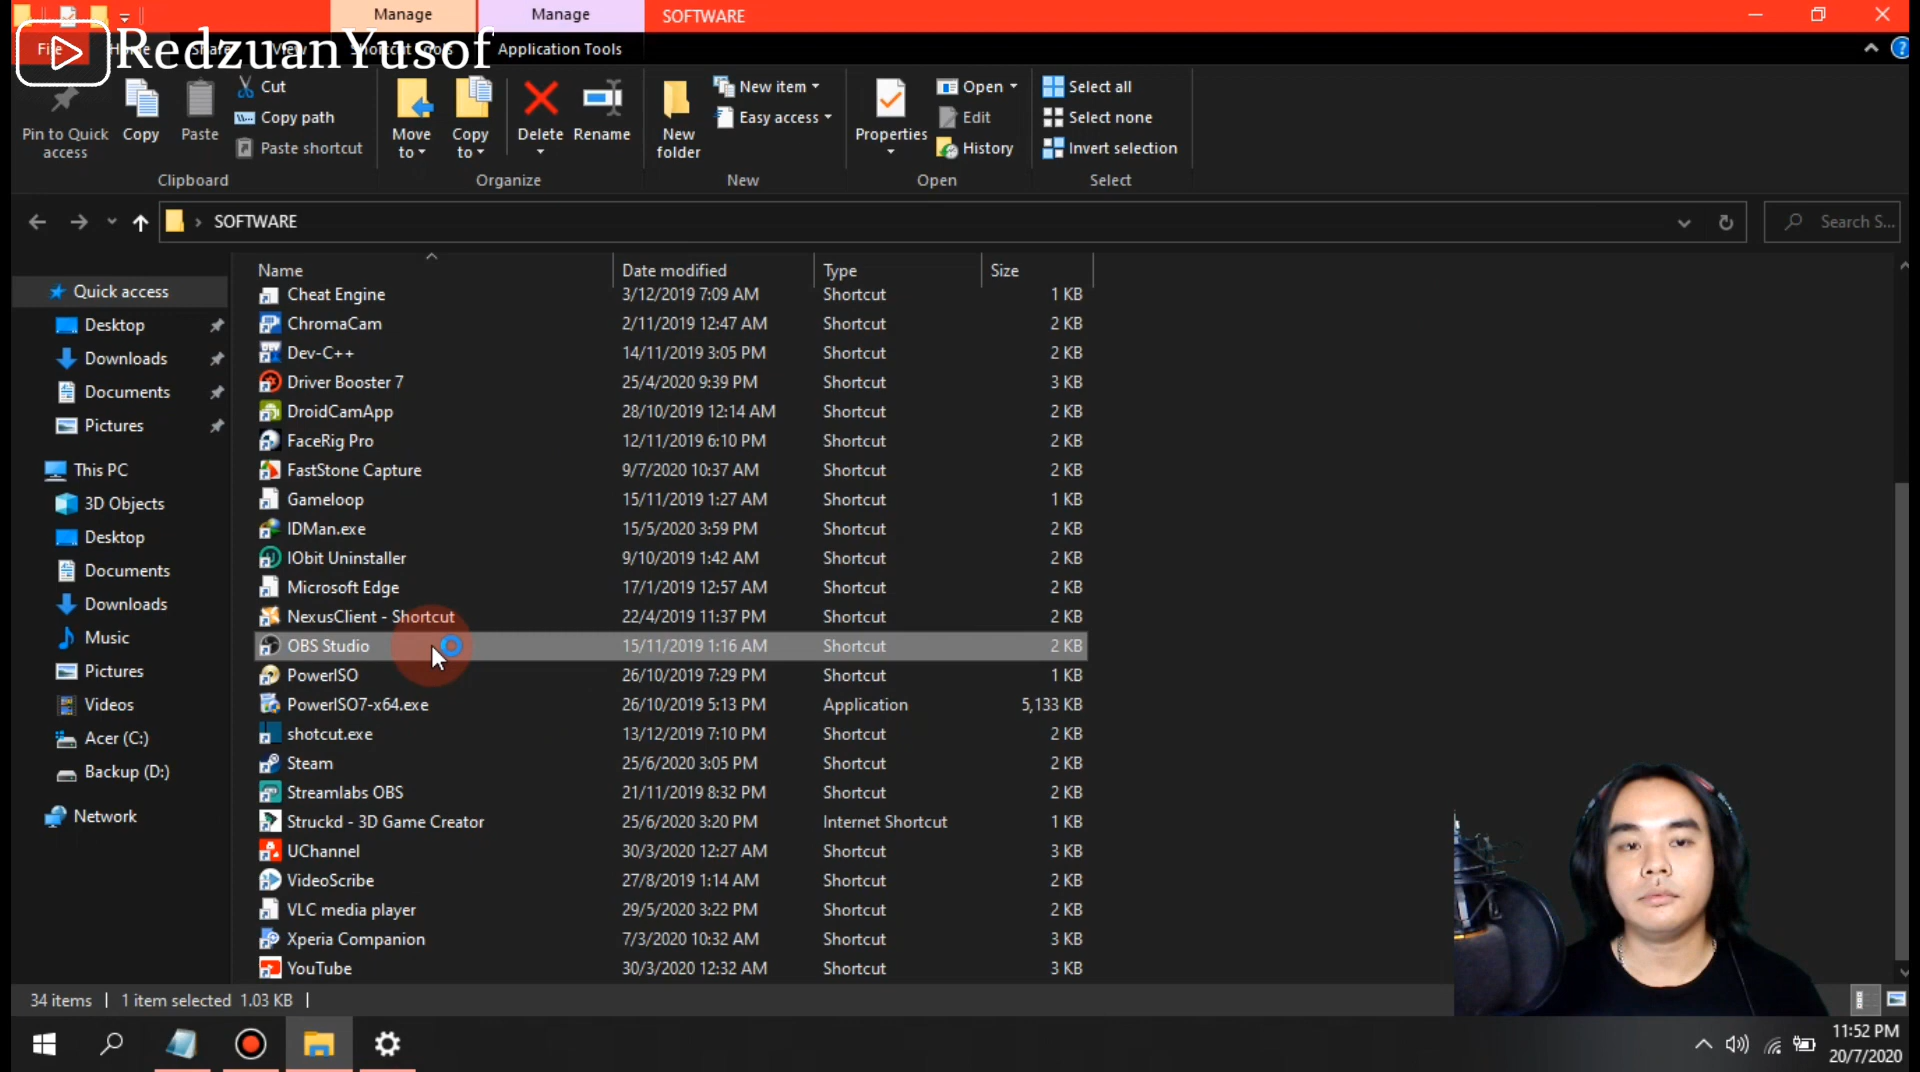 Manage
Manage
SOFTWARE
RedzuanYusof
File
Home
Share
View
Shortcut Tools
Application Tools
Pin to Quick access
Copy
Paste
Cut
Copy path
Paste shortcut
Clipboard
Move to
Copy to
Delete
Rename
Organize
New folder
New item
Easy access
New
Properties
Open
Edit
History
Open
Select all
Select none
Invert selection
Select
SOFTWARE
Search S...
Name Date modified Type Size
Cheat Engine 3/12/2019 7:09 AM Shortcut 1 KB
ChromaCam 2/11/2019 12:47 AM Shortcut 2 KB
Dev-C++ 14/11/2019 3:05 PM Shortcut 2 KB
Driver Booster 7 25/4/2020 9:39 PM Shortcut 3 KB
DroidCamApp 28/10/2019 12:14 AM Shortcut 2 KB
FaceRig Pro 12/11/2019 6:10 PM Shortcut 2 KB
FastStone Capture 9/7/2020 10:37 AM Shortcut 2 KB
Gameloop 15/11/2019 1:27 AM Shortcut 1 KB
IDMan.exe 15/5/2020 3:59 PM Shortcut 2 KB
IObit Uninstaller 9/10/2019 1:42 AM Shortcut 2 KB
Microsoft Edge 17/1/2019 12:57 AM Shortcut 2 KB
NexusClient - Shortcut 22/4/2019 11:37 PM Shortcut 2 KB
OBS Studio 15/11/2019 1:16 AM Shortcut 2 KB
PowerISO 26/10/2019 7:29 PM Shortcut 1 KB
PowerISO7-x64.exe 26/10/2019 5:13 PM Application 5,133 KB
shotcut.exe 13/12/2019 7:10 PM Shortcut 2 KB
Steam 25/6/2020 3:05 PM Shortcut 2 KB
Streamlabs OBS 21/11/2019 8:32 PM Shortcut 2 KB
Struckd - 3D Game Creator 25/6/2020 3:20 PM Internet Shortcut 1 KB
UChannel 30/3/2020 12:27 AM Shortcut 3 KB
VideoScribe 27/8/2019 1:14 AM Shortcut 2 KB
VLC media player 29/5/2020 3:22 PM Shortcut 2 KB
Xperia Companion 7/3/2020 10:32 AM Shortcut 3 KB
YouTube 30/3/2020 12:32 AM Shortcut 3 KB
Quick access
Desktop
Downloads
Documents
Pictures
This PC
3D Objects
Desktop
Documents
Downloads
Music
Pictures
Videos
Acer (C:)
Backup (D:)
Network
34 items
1 item selected 1.03 KB
11:52 PM
20/7/2020